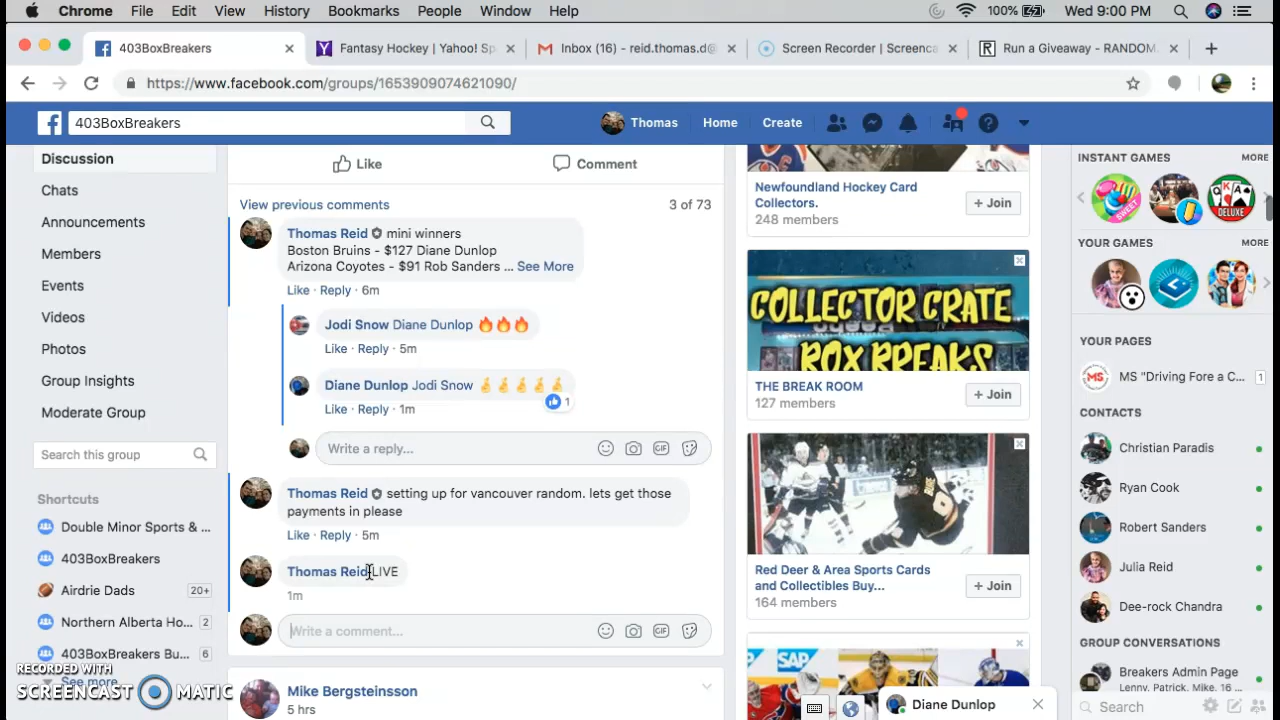 Chrome File Edit View History Bookmarks People Window Help 100% Wed 9:00 PM
403BoxBreakers
Fantasy Hockey | Yahoo! Sp
Inbox (16) - reid.thomas.d@
Screen Recorder | Screenca
Run a Giveaway - RANDOM.
https://www.facebook.com/groups/1653909074621090/
403BoxBreakers
Thomas Home Create
Discussion
Chats
Announcements
Members
Events
Videos
Photos
Group Insights
Moderate Group
Search this group
Shortcuts
Double Minor Sports & ...
403BoxBreakers
Airdrie Dads 20+
Northern Alberta Ho... 2
403BoxBreakers Bu... 6
See more
RECORDED WITH
SCREENCAST MATIC
Like Comment
View previous comments 3 of 73
Thomas Reid mini winners
Boston Bruins - $127 Diane Dunlop
Arizona Coyotes - $91 Rob Sanders ... See More
Like · Reply · 6m
Jodi Snow Diane Dunlop 🔥🔥🔥
Like · Reply · 5m
Diane Dunlop Jodi Snow 🤞🤞🤞🤞🤞
1
Like · Reply · 1m
Write a reply...
Thomas Reid setting up for vancouver random. lets get those
payments in please
Like · Reply · 5m
Thomas Reid LIVE
1m
Write a comment...
Mike Bergsteinsson
5 hrs
Newfoundland Hockey Card
Collectors.
248 members
+ Join
COLLECTOR CRATE
BOX BREAKS
THE BREAK ROOM
127 members
+ Join
Red Deer & Area Sports Cards
and Collectibles Buy...
164 members
+ Join
SAP
Diane Dunlop
INSTANT GAMES MORE
SWEET
DELUXE
YOUR GAMES MORE
YOUR PAGES
MS
MS "Driving Fore a C... 1
CONTACTS
Christian Paradis
Ryan Cook
Robert Sanders
Julia Reid
Dee-rock Chandra
GROUP CONVERSATIONS
Breakers Admin Page
Lenny, Patrick, Mike, 16 ...
Search